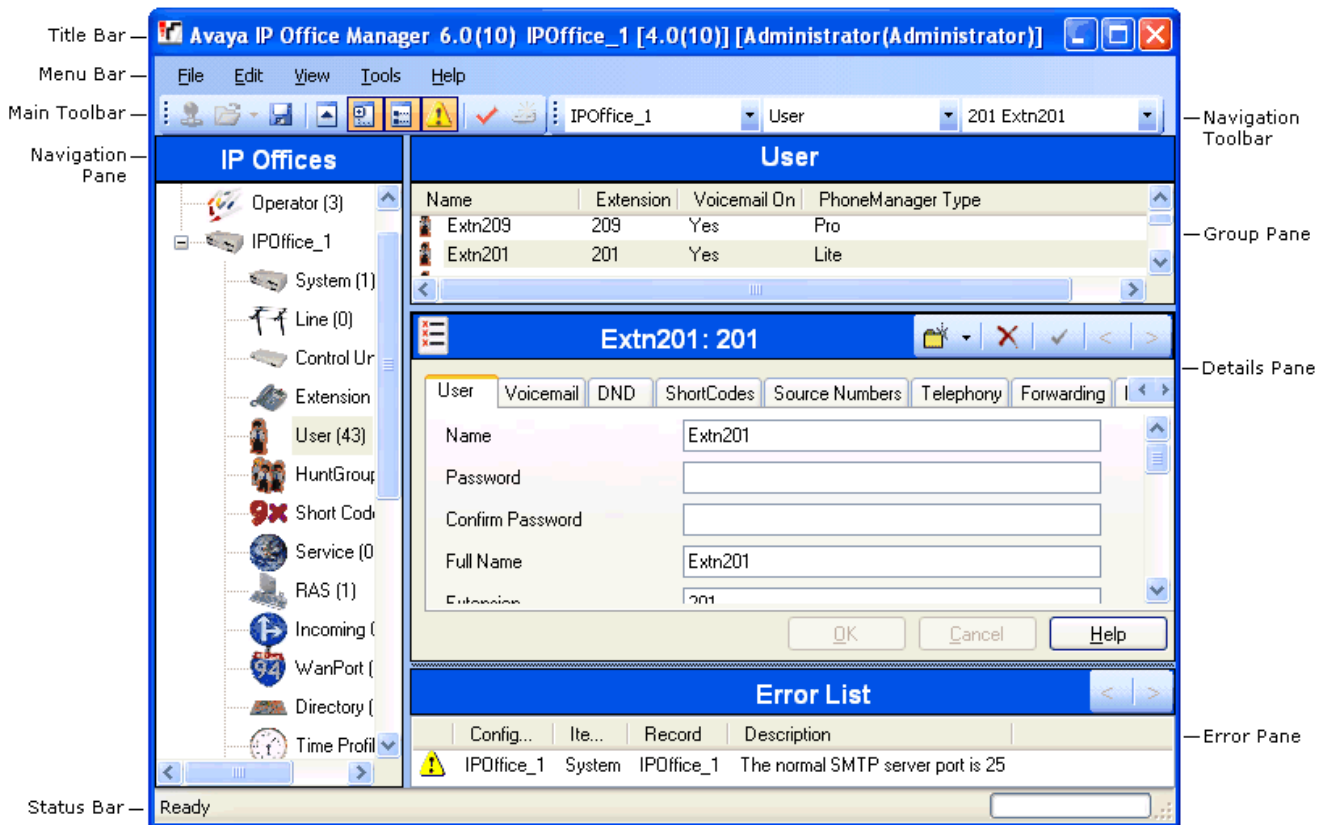 Title Bar
Avaya IP Office Manager 6.0(10) IPOffice_1 [4.0(10)] [Administrator(Administrator)]
Menu Bar
File Edit View Tools Help
Main Toolbar
IPOffice_1 User 201 Extn201
Navigation Toolbar
Navigation Pane
IP Offices
Operator (3)
IPOffice_1
System (1)
Line (0)
Control Un
Extension
User (43)
HuntGroup
9x Short Cod
Service (0
RAS (1)
Incoming (
94 WanPort (
Directory (
Time Profil
User
Name Extension Voicemail On PhoneManager Type
Extn209 209 Yes Pro
Extn201 201 Yes Lite
Group Pane
Extn201: 201
Details Pane
User Voicemail DND ShortCodes Source Numbers Telephony Forwarding
Name Extn201
Password
Confirm Password
Full Name Extn201
Extension 201
OK Cancel Help
Error List
Config... Ite... Record Description
IPOffice_1 System IPOffice_1 The normal SMTP server port is 25
Error Pane
Status Bar
Ready